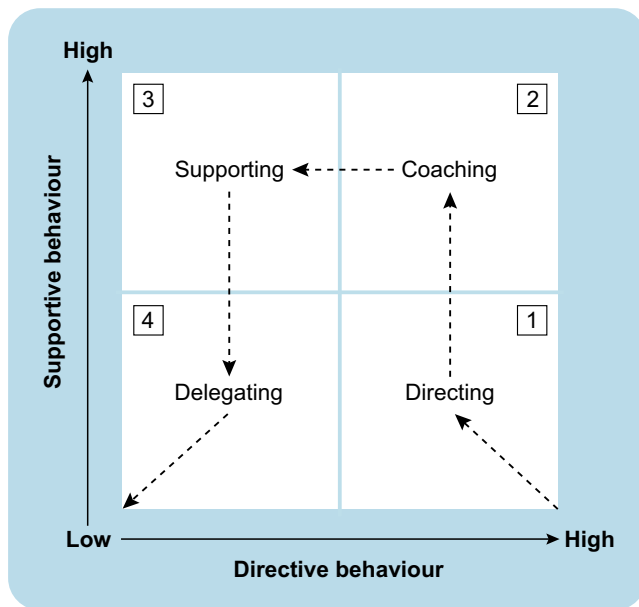 High
3
2
Supporting
Coaching
Supportive behaviour
4
1
Delegating
Directing
Low
High
Directive behaviour